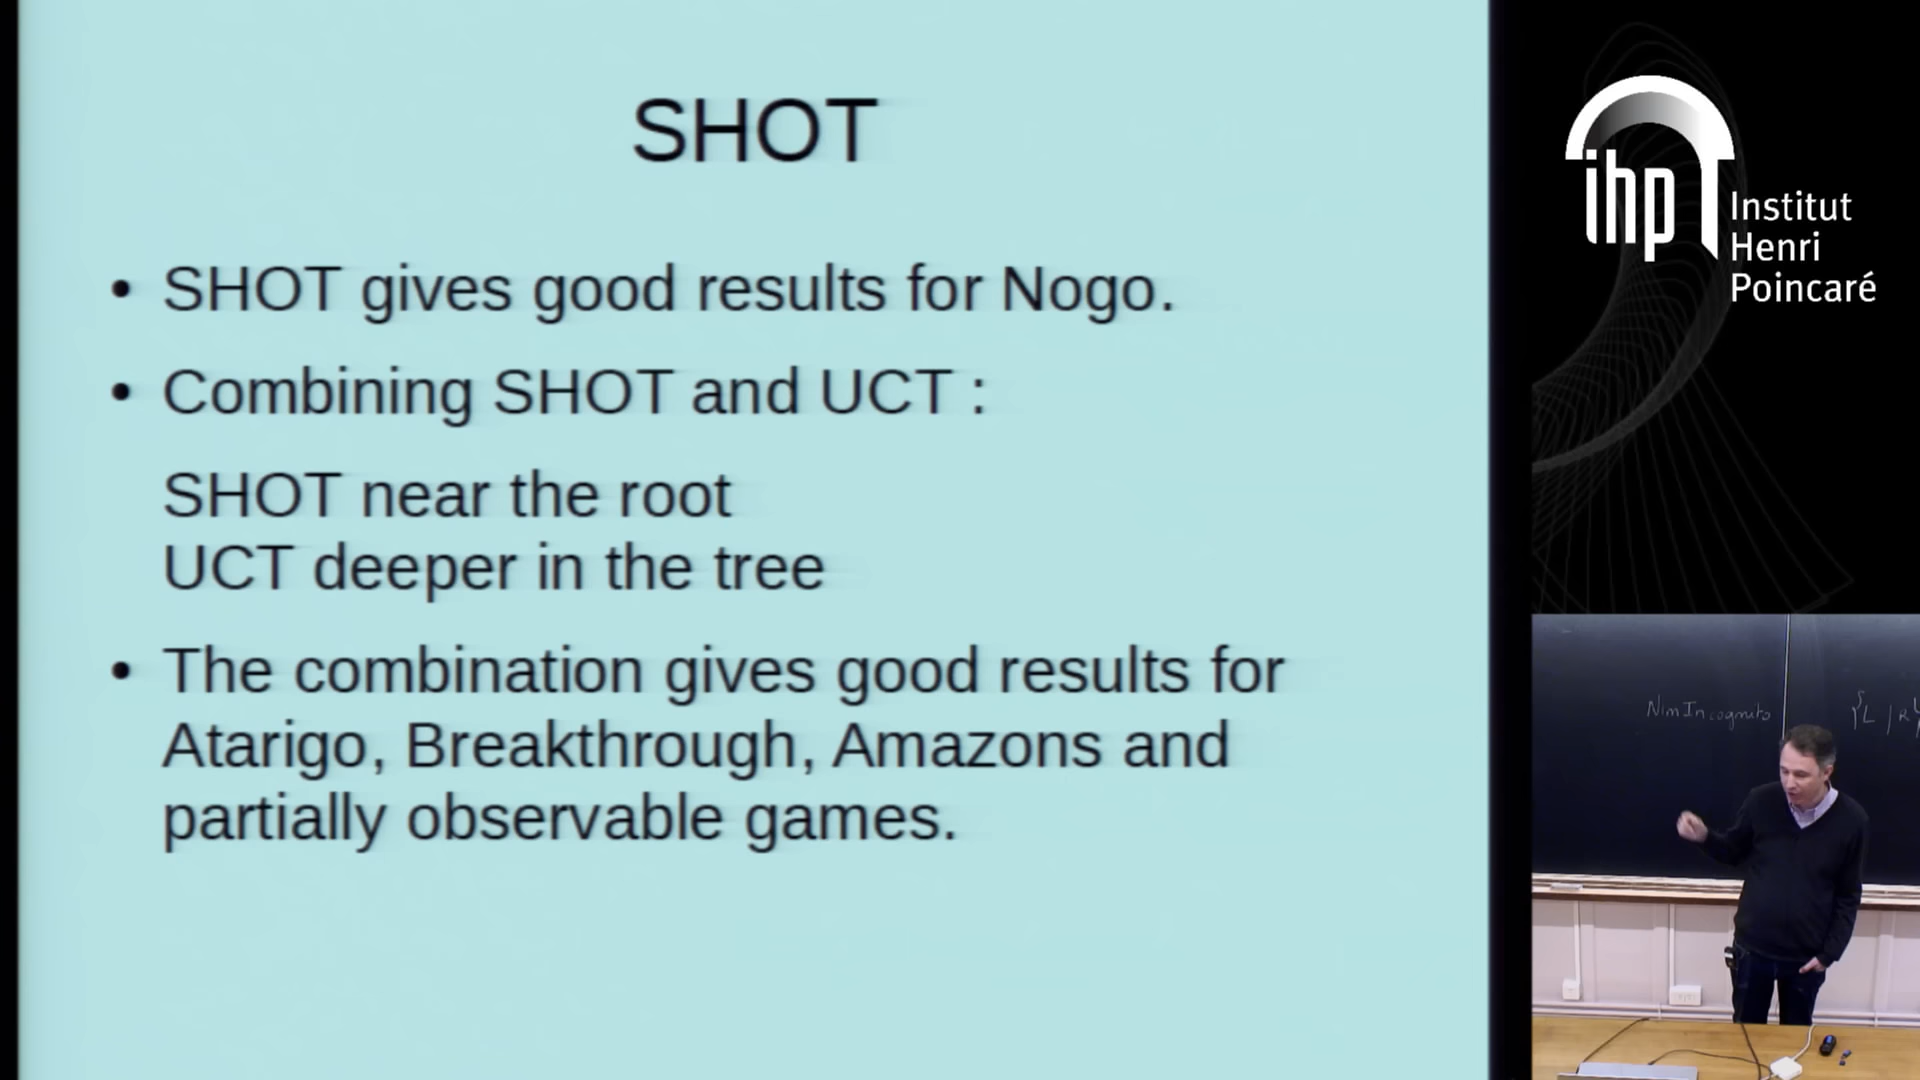 SHOT
• SHOT gives good results for Nogo.
• Combining SHOT and UCT :
SHOT near the root
UCT deeper in the tree
• The combination gives good results for
Atarigo, Breakthrough, Amazons and
partially observable games.
ihp
Institut
Henri
Poincaré
NimIncognito
{L | R